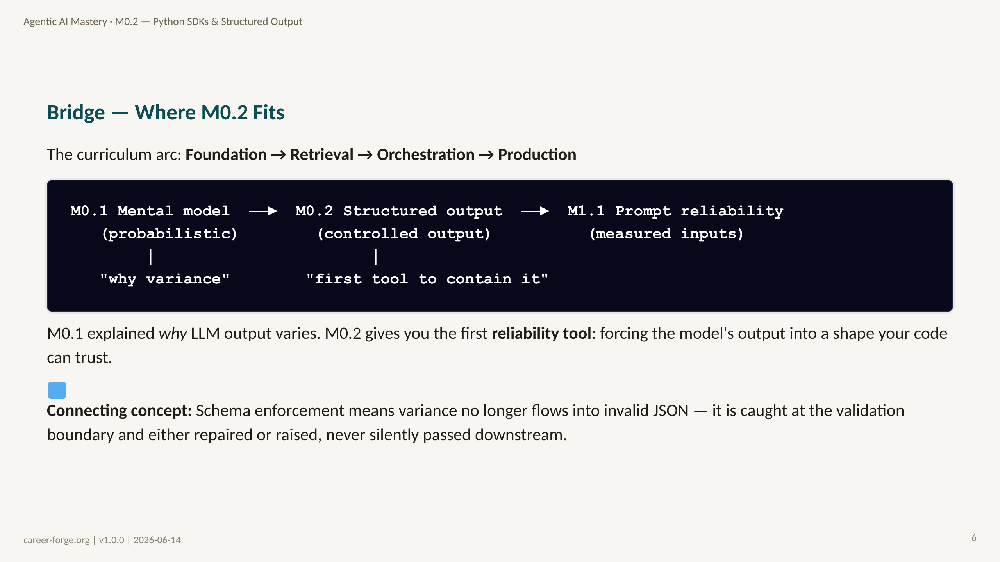 Agentic AI Mastery · M0.2 — Python SDKs & Structured Output
Bridge — Where M0.2 Fits
The curriculum arc: Foundation → Retrieval → Orchestration → Production
M0.1 Mental model ──▶ M0.2 Structured output ──▶ M1.1 Prompt reliability
(probabilistic) (controlled output) (measured inputs)
│ │
"why variance" "first tool to contain it"
M0.1 explained why LLM output varies. M0.2 gives you the first reliability tool: forcing the model's output into a shape your code
can trust.
Connecting concept: Schema enforcement means variance no longer flows into invalid JSON — it is caught at the validation
boundary and either repaired or raised, never silently passed downstream.
career-forge.org | v1.0.0 | 2026-06-14
6